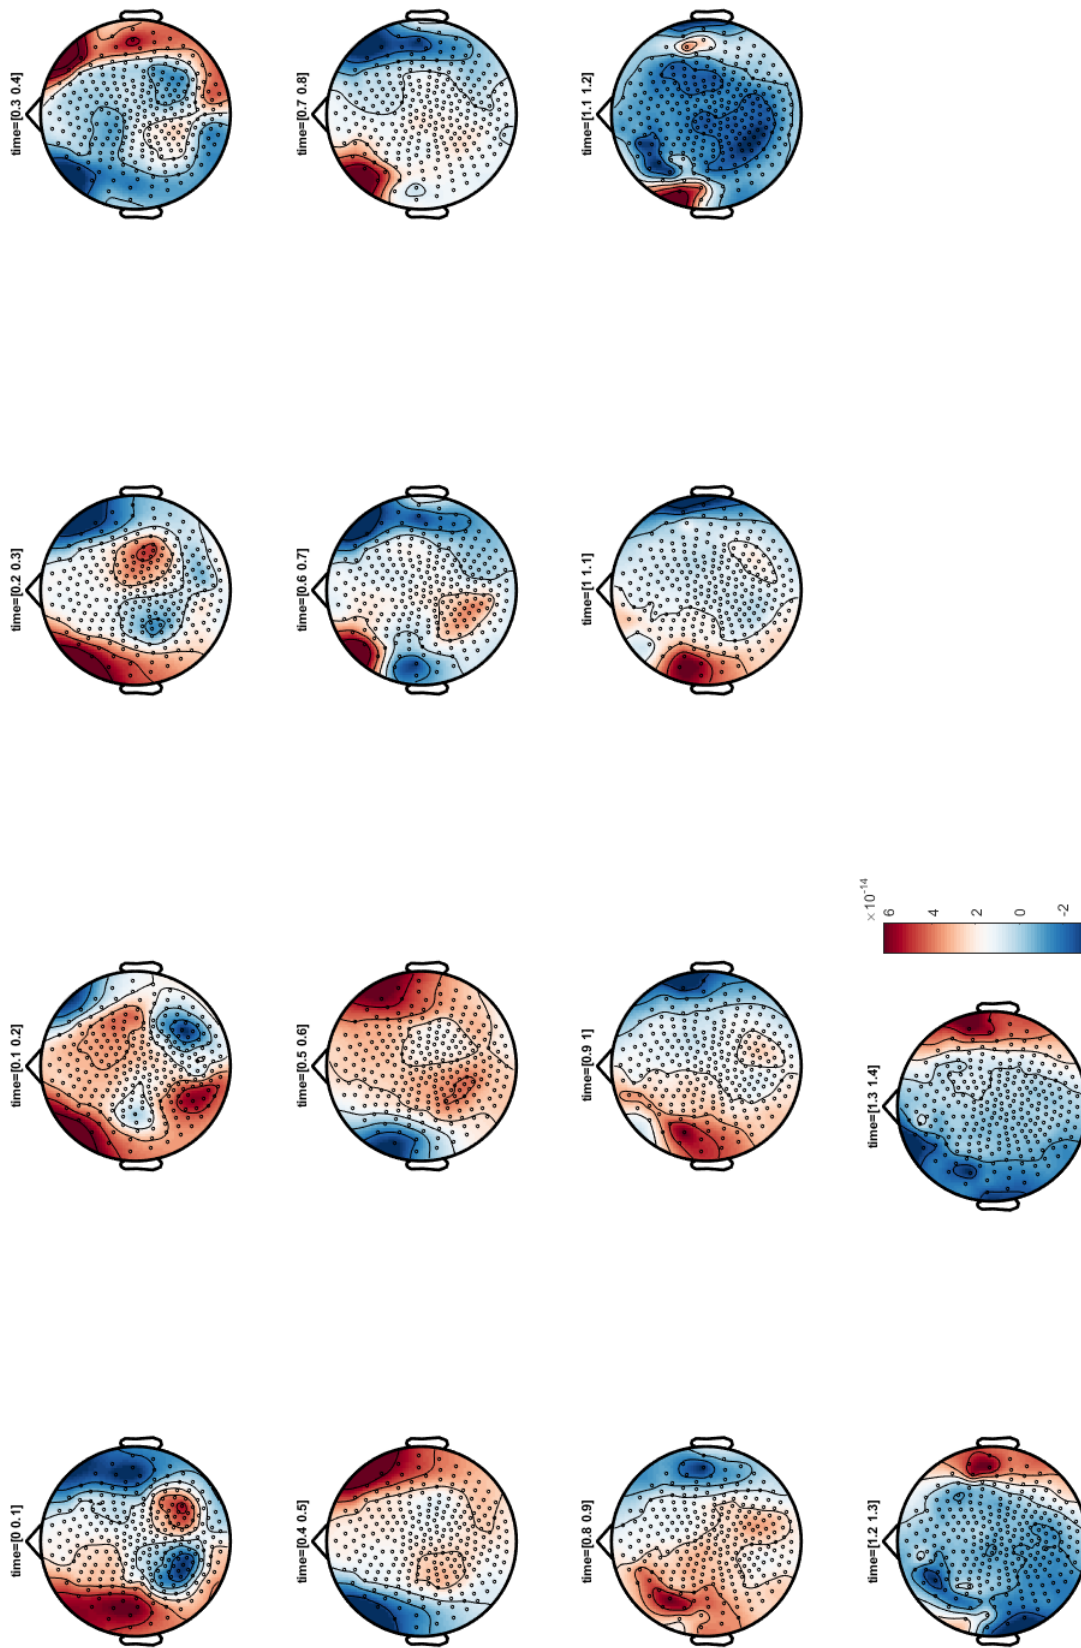 time=[0 0.1]
time=[0.1 0.2]
time=[0.2 0.3]
time=[0.3 0.4]
time=[0.4 0.5]
time=[0.5 0.6]
time=[0.6 0.7]
time=[0.7 0.8]
time=[0.8 0.9]
time=[0.9 1]
time=[1 1.1]
time=[1.1 1.2]
time=[1.2 1.3]
time=[1.3 1.4]
×10⁻¹⁴
6
4
2
0
-2